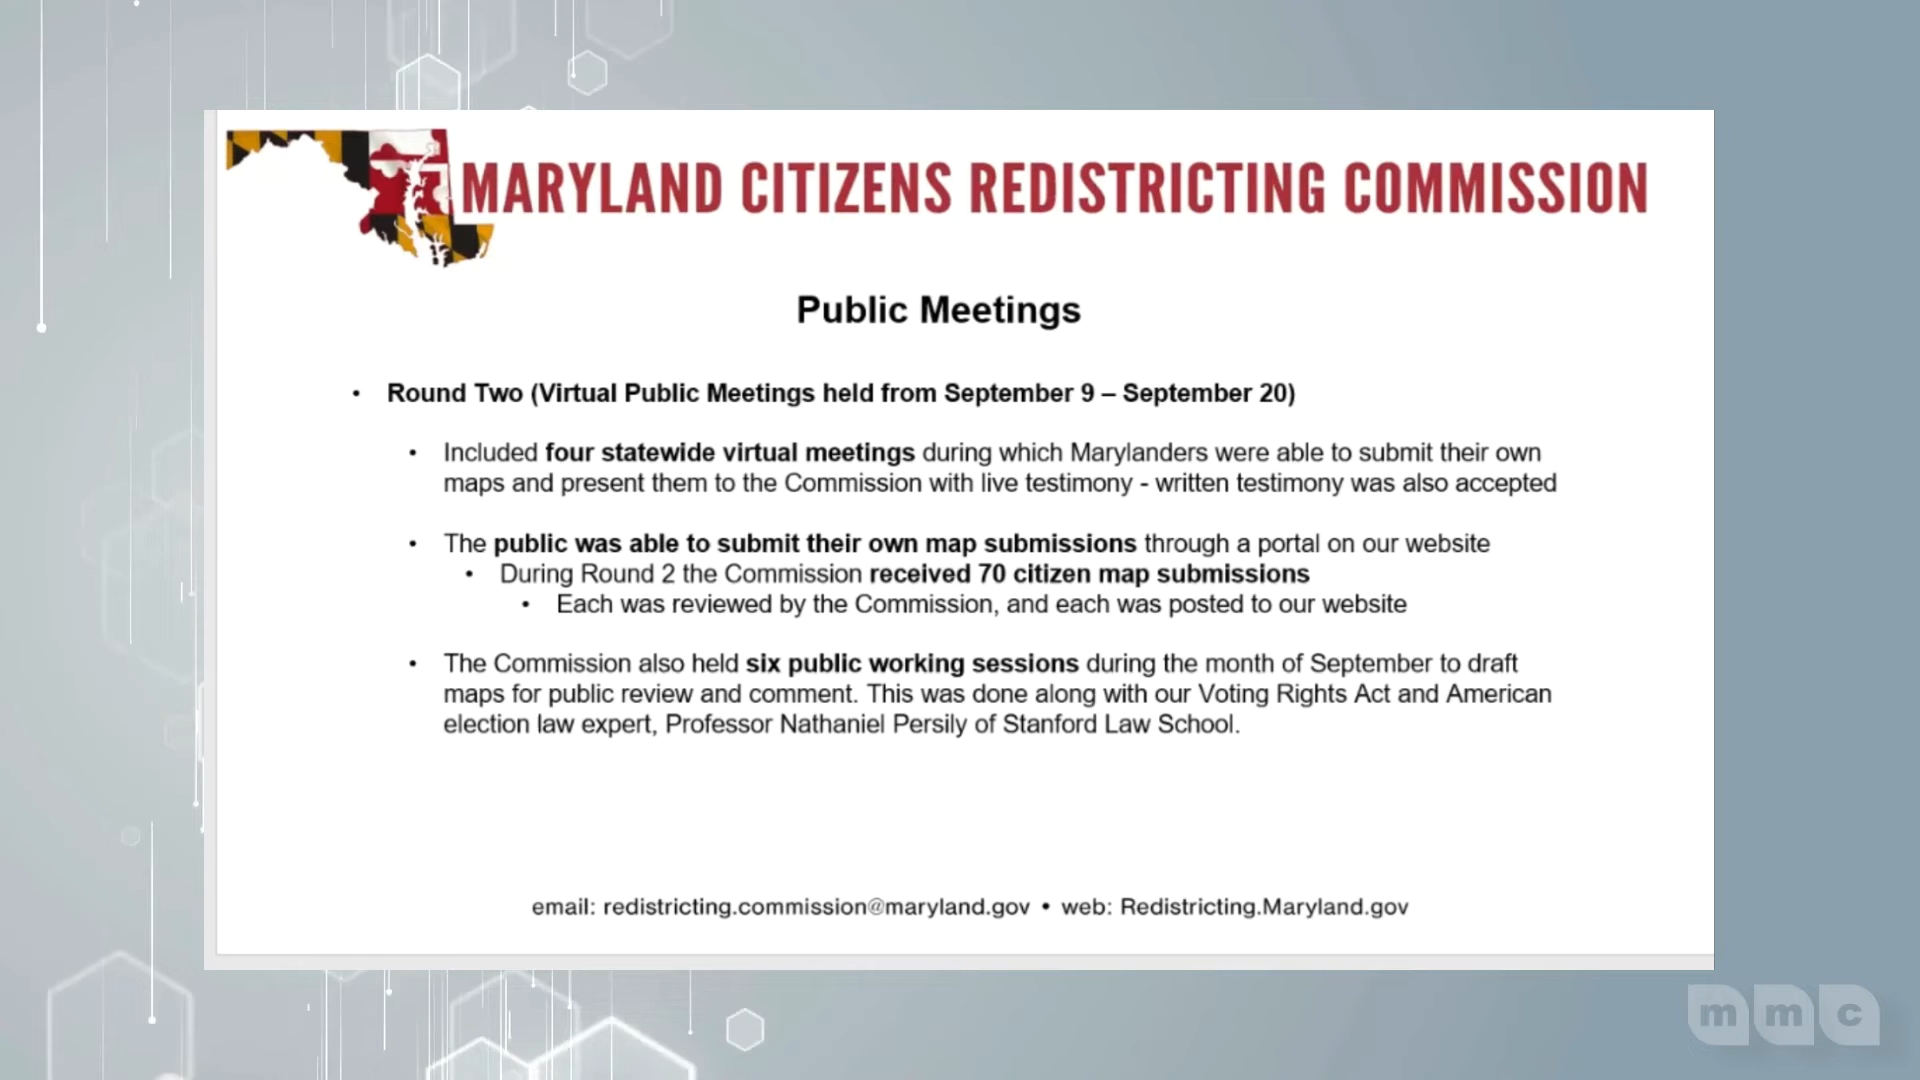 MARYLAND CITIZENS REDISTRICTING COMMISSION
Public Meetings
• Round Two (Virtual Public Meetings held from September 9 – September 20)
• Included four statewide virtual meetings during which Marylanders were able to submit their own
maps and present them to the Commission with live testimony - written testimony was also accepted
• The public was able to submit their own map submissions through a portal on our website
• During Round 2 the Commission received 70 citizen map submissions
• Each was reviewed by the Commission, and each was posted to our website
• The Commission also held six public working sessions during the month of September to draft
maps for public review and comment. This was done along with our Voting Rights Act and American
election law expert, Professor Nathaniel Persily of Stanford Law School.
email: redistricting.commission@maryland.gov • web: Redistricting.Maryland.gov
mmc